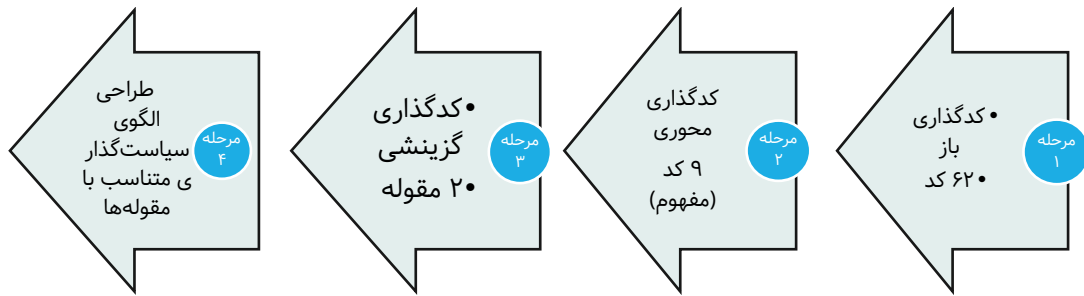 مرحله
۱
• کدگذاری
باز
• ۶۲ کد
مرحله
۲
کدگذاری
محوری
۹ کد
(مفهوم)
مرحله
۳
• کدگذاری
گزینشی
• ۲ مقوله
مرحله
۴
طراحی
الگوی
سیاست‌گذار
ی متناسب با
مقوله‌ها